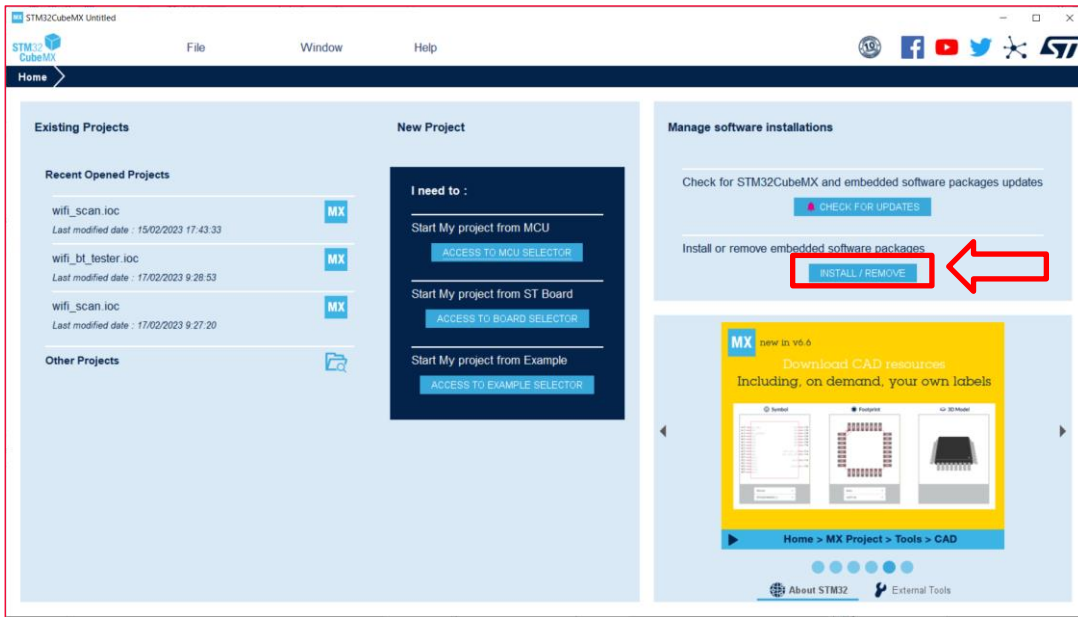 MX STM32CubeMX Untitled
STM32
CubeMX
File
Window
Help
10
Home
Existing Projects
Recent Opened Projects
wifi_scan.ioc
MX
Last modified date : 15/02/2023 17:43:33
wifi_bt_tester.ioc
MX
Last modified date : 17/02/2023 9:28:53
wifi_scan.ioc
MX
Last modified date : 17/02/2023 9:27:20
Other Projects
New Project
I need to :
Start My project from MCU
ACCESS TO MCU SELECTOR
Start My project from ST Board
ACCESS TO BOARD SELECTOR
Start My project from Example
ACCESS TO EXAMPLE SELECTOR
Manage software installations
Check for STM32CubeMX and embedded software packages updates
CHECK FOR UPDATES
Install or remove embedded software packages
INSTALL / REMOVE
MX new in v6.6
Download CAD resources
Including, on demand, your own labels
Symbol
Footprint
3D Model
Home > MX Project > Tools > CAD
About STM32
External Tools